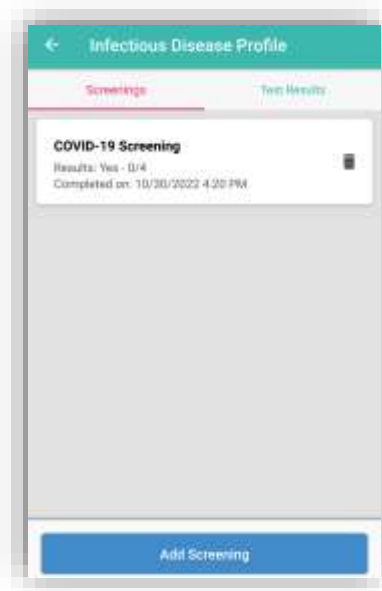 Infectious Disease Profile
Screenings
Test Results
COVID-19 Screening
Results: Yes - 0/4
Completed on: 10/30/2022 4:20 PM
Add Screening